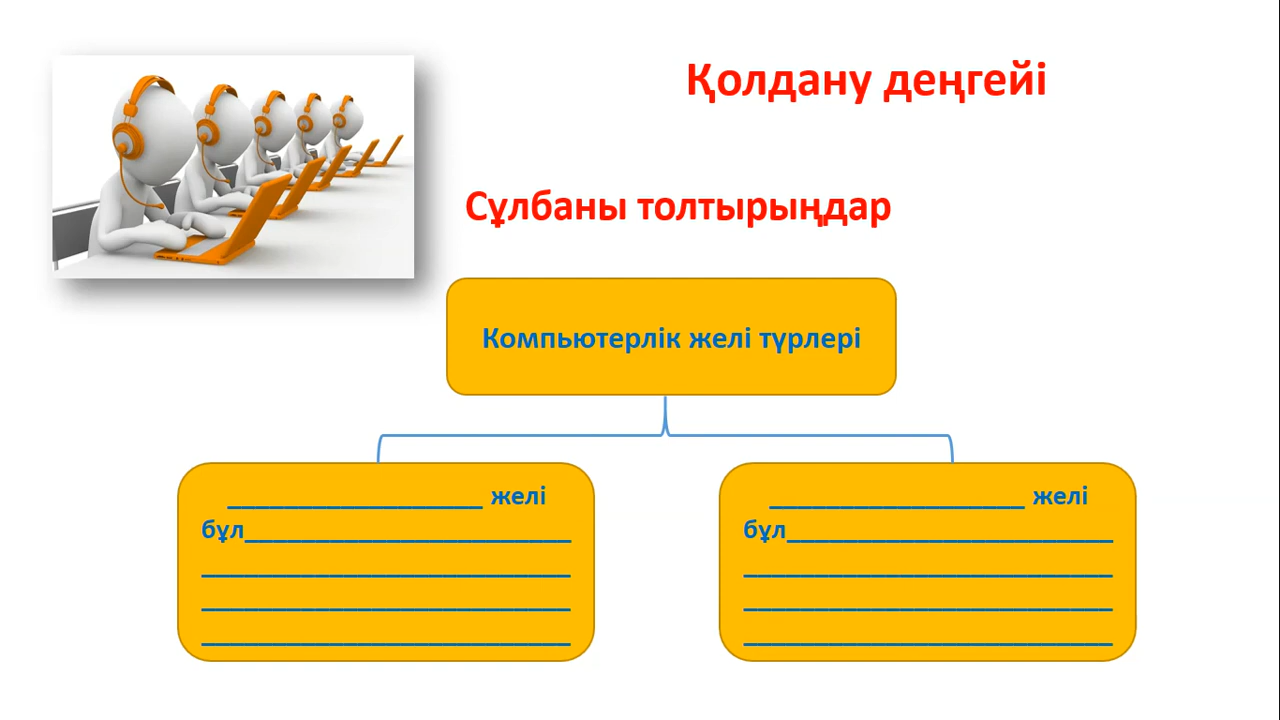 Қолдану деңгейі
Сұлбаны толтырыңдар
Компьютерлік желі түрлері
____________________ желі
бұл__________________________
_____________________________
_____________________________
_____________________________
____________________ желі
бұл__________________________
_____________________________
_____________________________
_____________________________